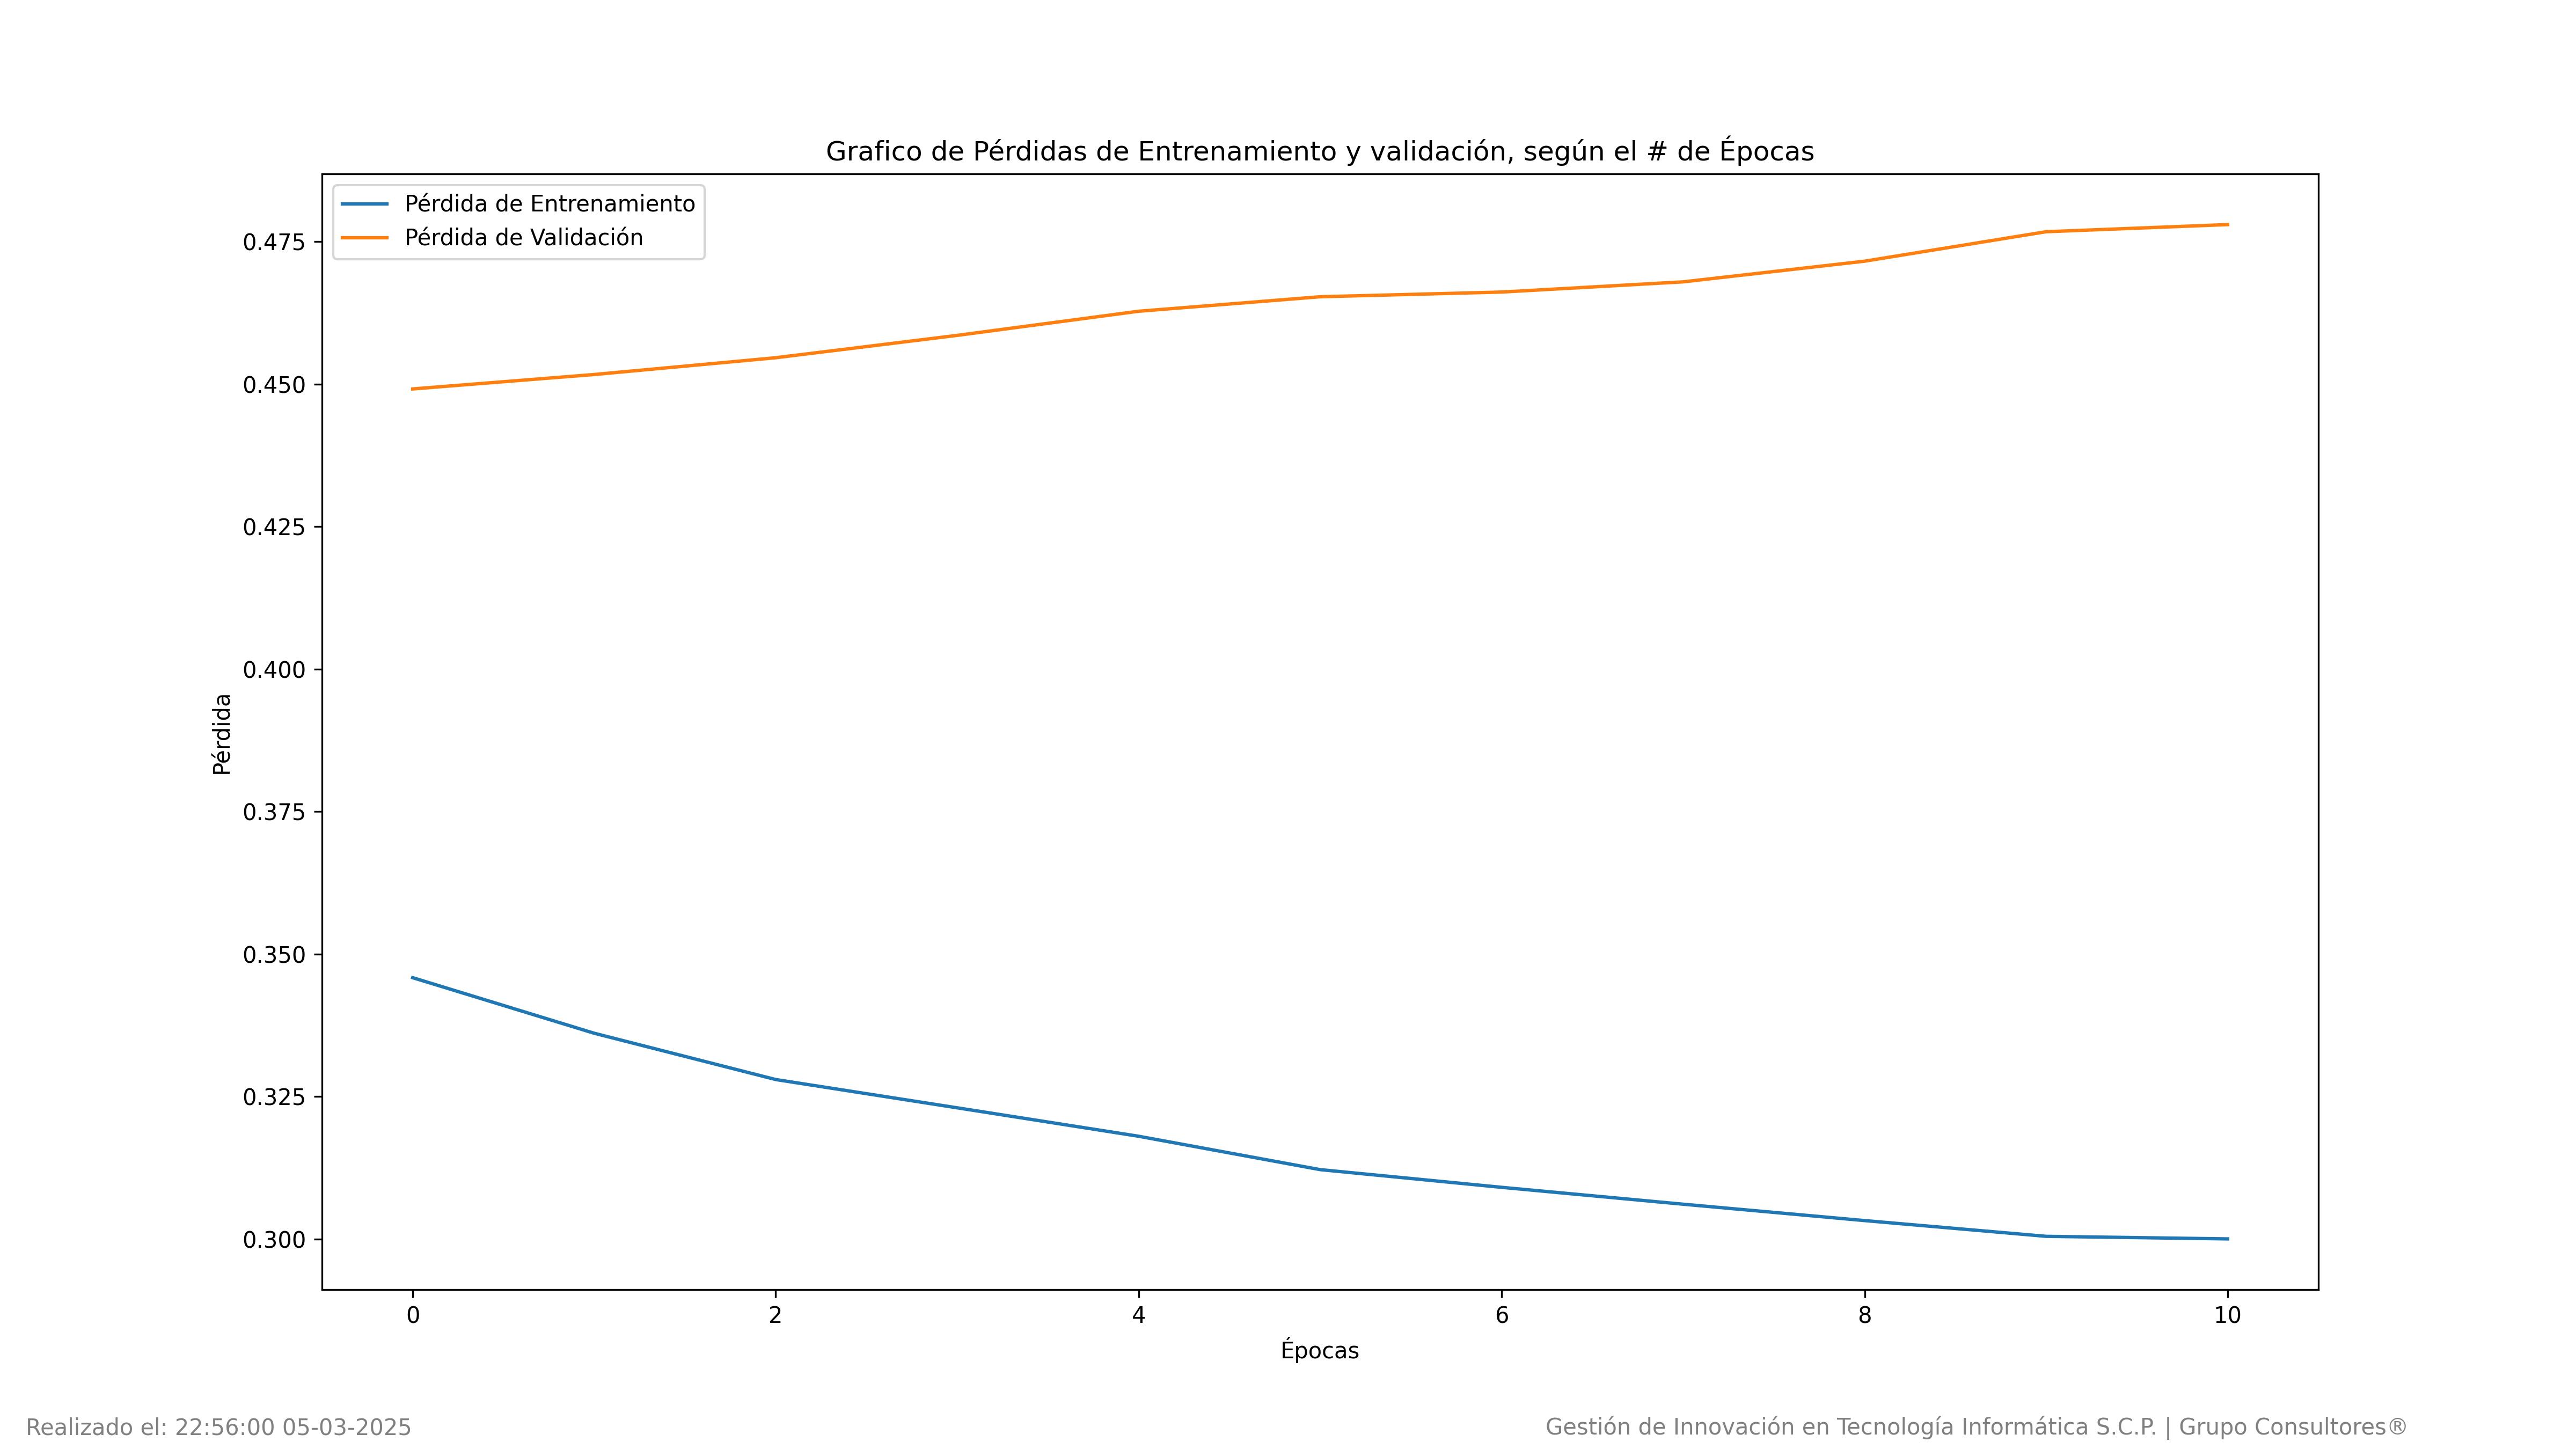 Grafico de Pérdidas de Entrenamiento y validación, según el # de Épocas
Pérdida de Entrenamiento
Pérdida de Validación
0.475
0.450
0.425
0.400
0.375
0.350
0.325
0.300
Pérdida
0 2 4 6 8 10
Épocas
Realizado el: 22:56:00 05-03-2025
Gestión de Innovación en Tecnología Informática S.C.P. | Grupo Consultores®